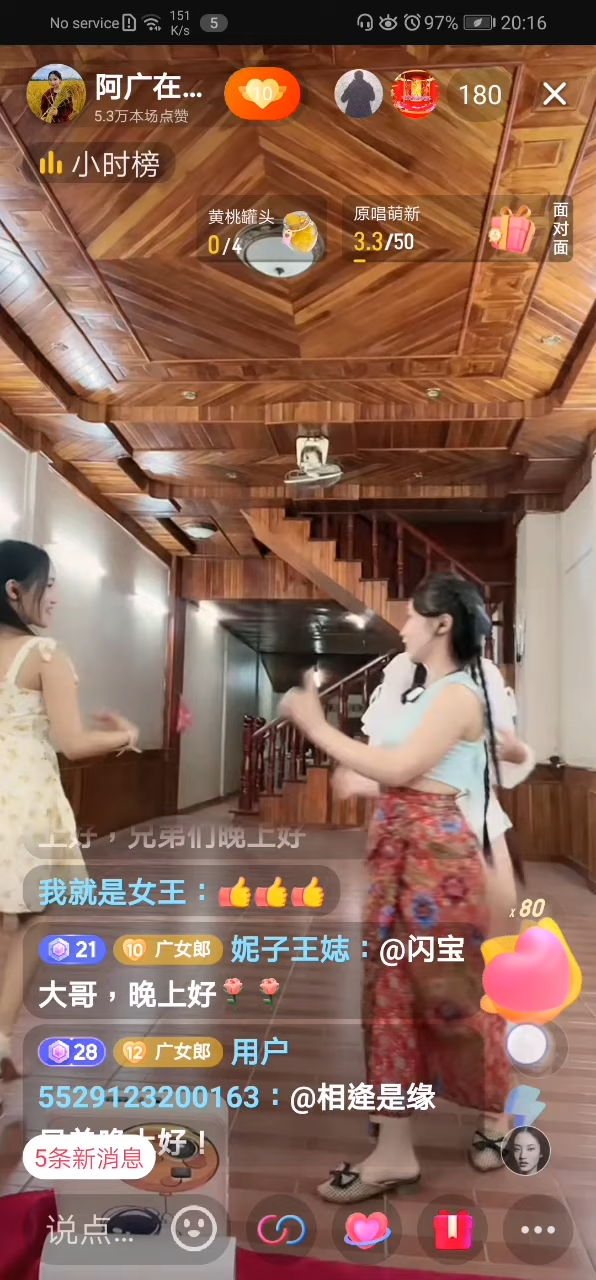 No service 151 K/s 5 97% 20:16
阿广在...
5.3万本场点赞
10
180
小时榜
黄桃罐头
0/4
原唱萌新
3.3/50
面对面
上好，兄弟们晚上好
我就是女王：👍👍👍
21 10 广女郎 妮子王娡：@闪宝
大哥，晚上好🌹🌹
28 12 广女郎 用户
5529123200163：@相逄是缘
晚上好！
x80
5条新消息
说点...